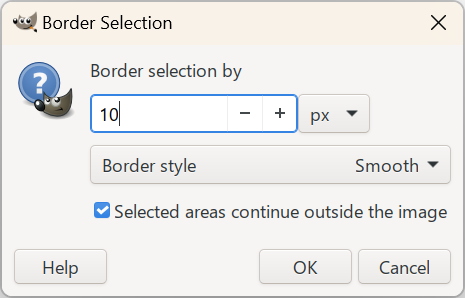 Border Selection
Border selection by
10 − + px
Border style Smooth
Selected areas continue outside the image
Help OK Cancel